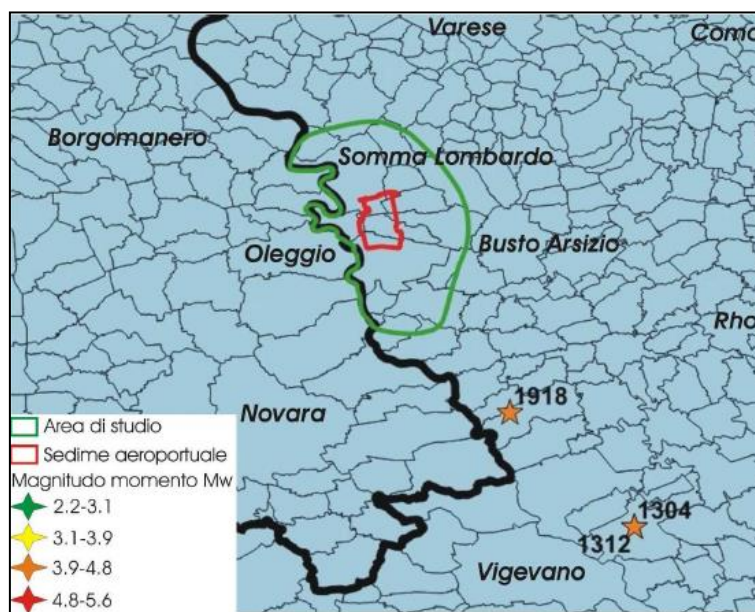 Varese
Como
Borgomanero
Somma Lombardo
Oleggio
Busto Arsizio
Rho
1918
Novara
Area di studio
Sedime aeroportuale
Magnitudo momento Mw
2.2-3.1
3.1-3.9
3.9-4.8
4.8-5.6
1304
1312
Vigevano